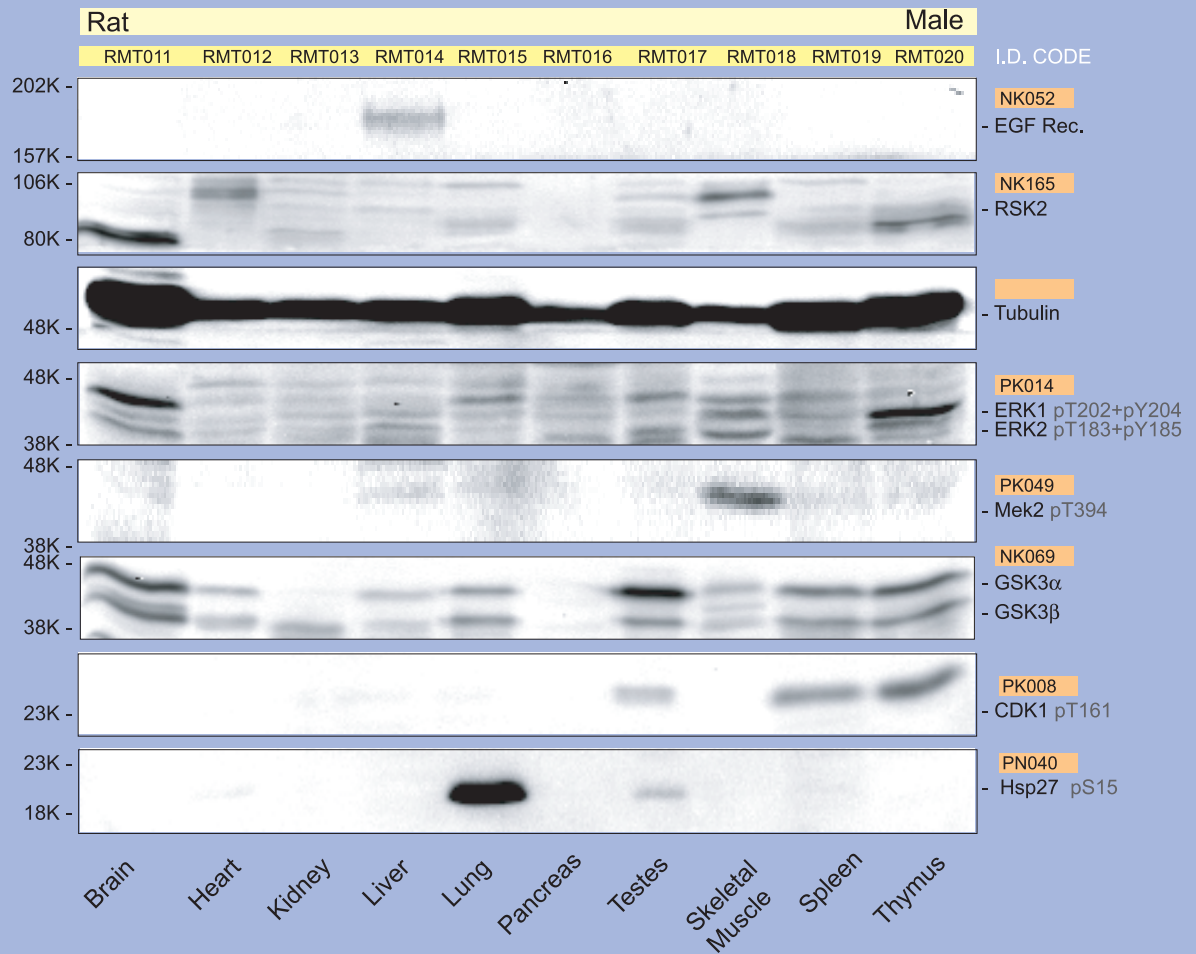 Rat Male
RMT011 RMT012 RMT013 RMT014 RMT015 RMT016 RMT017 RMT018 RMT019 RMT020 I.D. CODE
202K -
NK052
- EGF Rec.
157K -
106K -
NK165
- RSK2
80K -
- Tubulin
48K -
48K -
PK014
- ERK1 pT202+pY204
- ERK2 pT183+pY185
38K -
48K -
PK049
- Mek2 pT394
38K -
NK069
48K -
- GSK3α
- GSK3β
38K -
PK008
23K -
- CDK1 pT161
PN040
23K -
- Hsp27 pS15
18K -
Brain Heart Kidney Liver Lung Pancreas Testes Skeletal Muscle Spleen Thymus